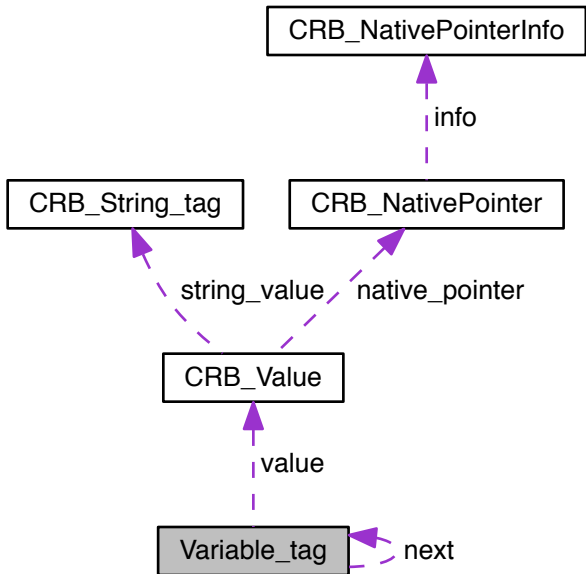 CRB_NativePointerInfo
info
CRB_String_tag
CRB_NativePointer
string_value
native_pointer
CRB_Value
value
Variable_tag
next